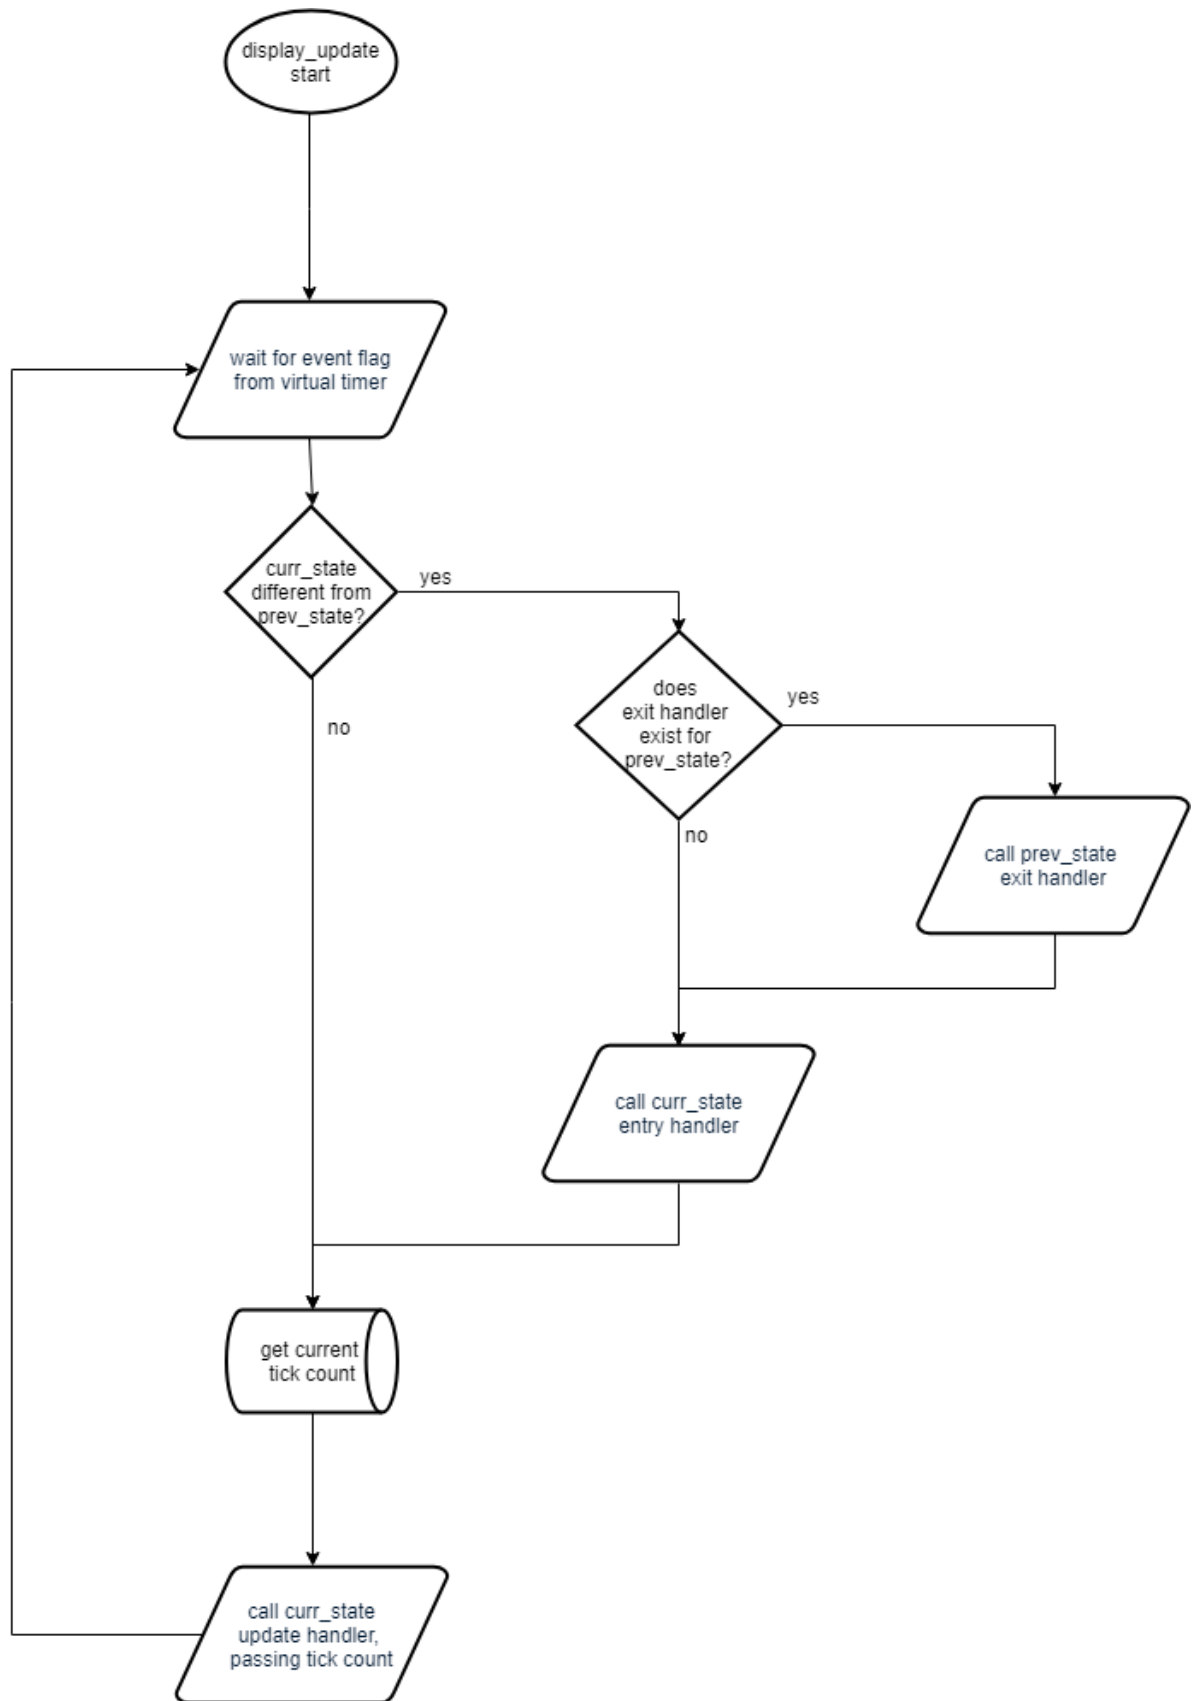 display_update
start
wait for event flag
from virtual timer
curr_state
different from
prev_state?
yes
no
does
exit handler
exist for
prev_state?
yes
no
call prev_state
exit handler
call curr_state
entry handler
get current
tick count
call curr_state
update handler,
passing tick count